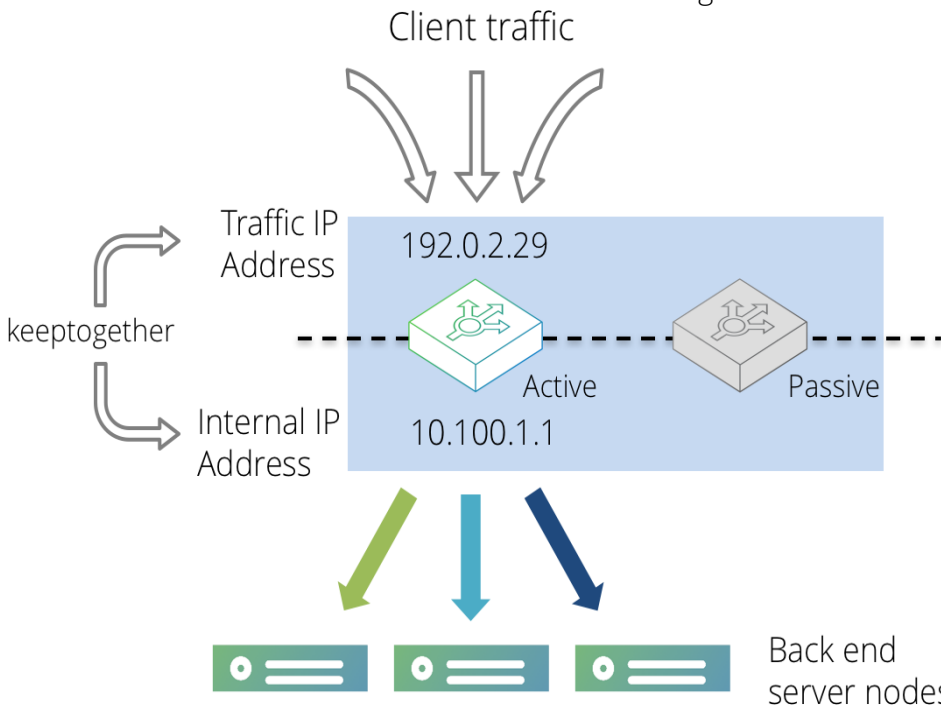 Client traffic
Traffic IP
Address
192.0.2.29
keeptogether
Active
Passive
Internal IP
Address
10.100.1.1
Back end
server nodes